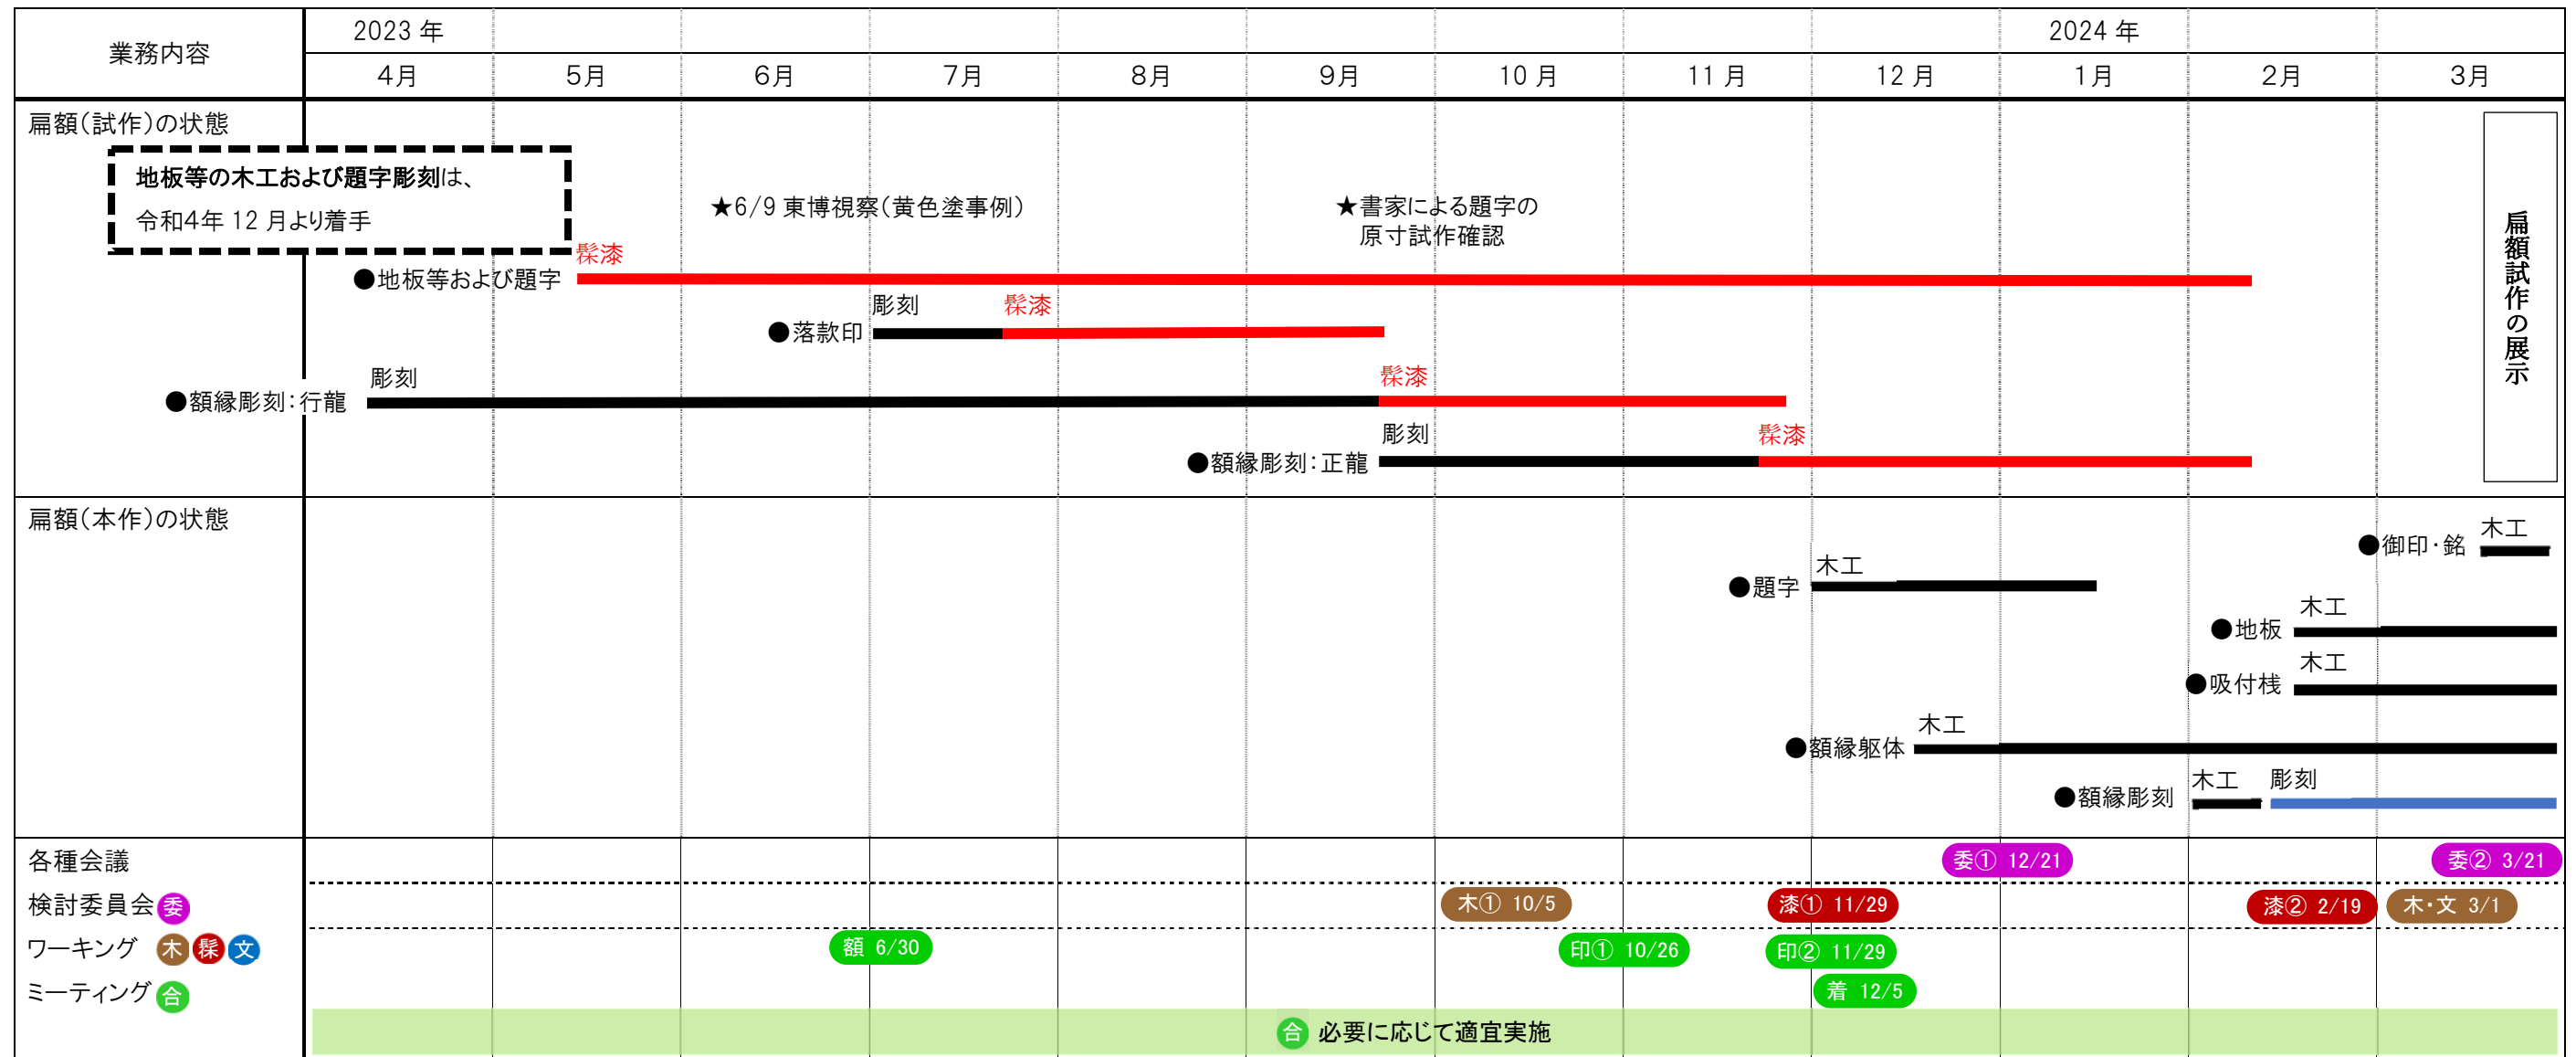 業務内容
2023 年
2024 年
4月 5月 6月 7月 8月 9月 10 月 11 月 12 月 1月 2月 3月
扁額(試作)の状態
地板等の木工および題字彫刻は、
令和4年 12 月より着手
★6/9 東博視察(黄色塗事例)
★書家による題字の
原寸試作確認
扁額試作の展示
髹漆
●地板等および題字
彫刻 髹漆
●落款印
彫刻 髹漆
●額縁彫刻:行龍
彫刻 髹漆
●額縁彫刻:正龍
扁額(本作)の状態
木工
●御印・銘
木工
●題字
木工
●地板
木工
●吸付桟
木工
●額縁躯体
木工 彫刻
●額縁彫刻
各種会議
委① 12/21 委② 3/21
検討委員会 委
木① 10/5 漆① 11/29 漆② 2/19 木・文 3/1
ワーキング 木 髹 文
額 6/30 印① 10/26 印② 11/29
ミーティング 合
着 12/5
合 必要に応じて適宜実施